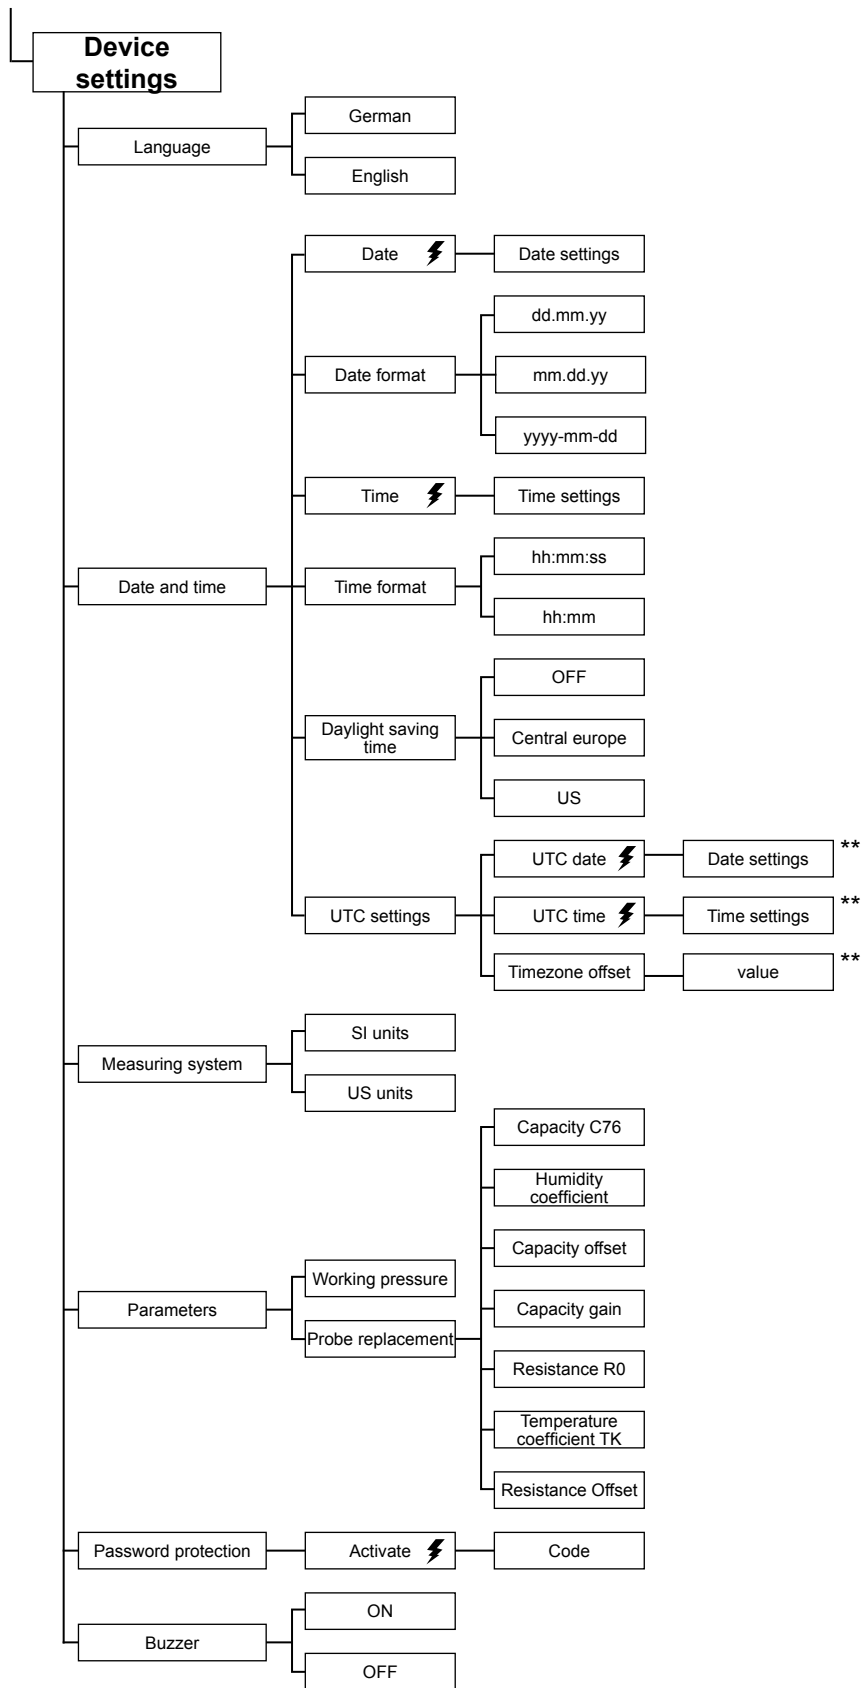 Device
settings
Language
German
English
Date
Date settings
Date format
dd.mm.yy
mm.dd.yy
yyyy-mm-dd
Time
Time settings
Date and time
Time format
hh:mm:ss
hh:mm
Daylight saving
time
OFF
Central europe
US
UTC settings
UTC date
Date settings
**
UTC time
Time settings
**
Timezone offset
value
**
Measuring system
SI units
US units
Parameters
Working pressure
Probe replacement
Capacity C76
Humidity
coefficient
Capacity offset
Capacity gain
Resistance R0
Temperature
coefficient TK
Resistance Offset
Password protection
Activate
Code
Buzzer
ON
OFF